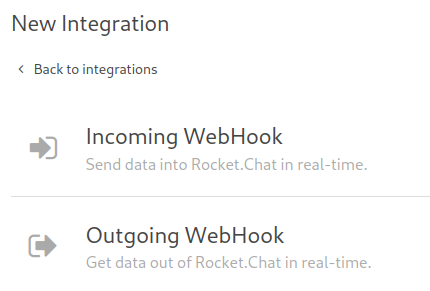 New Integration
Back to integrations
Incoming WebHook
Send data into Rocket.Chat in real-time.
Outgoing WebHook
Get data out of Rocket.Chat in real-time.